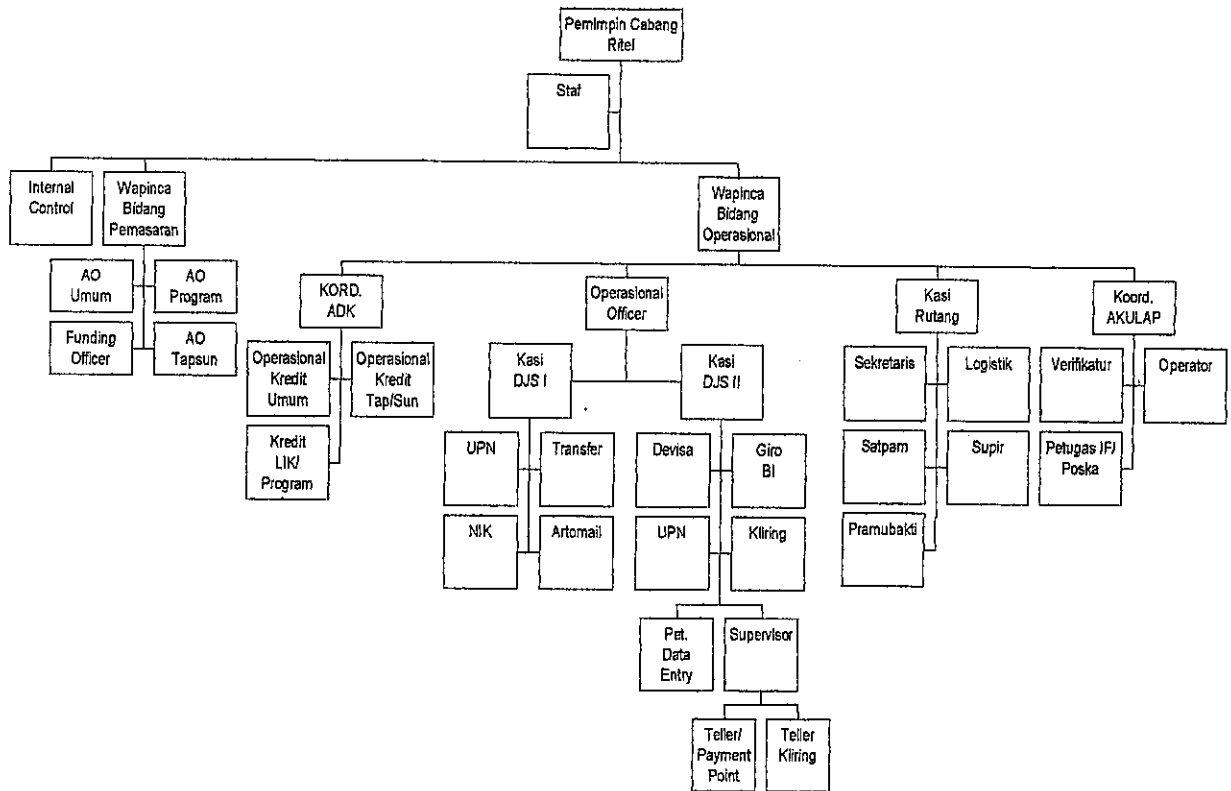 Pemimpin Cabang
Ritel
Staf
Internal
Control
Wapinca
Bidang
Pemasaran
Wapinca
Bidang
Operasional
AO
Umum
AO
Program
Funding
Officer
AO
Tapsun
KORD.
ADK
Operasional
Officer
Kasi
Rutang
Koord.
AKULAP
Operasional
Kredit
Umum
Operasional
Kredit
Tap/Sun
Kredit
LIK/
Program
Kasi
DJS I
Kasi
DJS II
Sekretaris
Logistik
Verifikatur
Operator
UPN
Transfer
Devisa
Giro
BI
Satpam
Supir
Petugas IF/
Poska
NIK
Artomail
UPN
Kliring
Pramubakti
Pet.
Data
Entry
Supervisor
Teller/
Payment
Point
Teller
Kliring